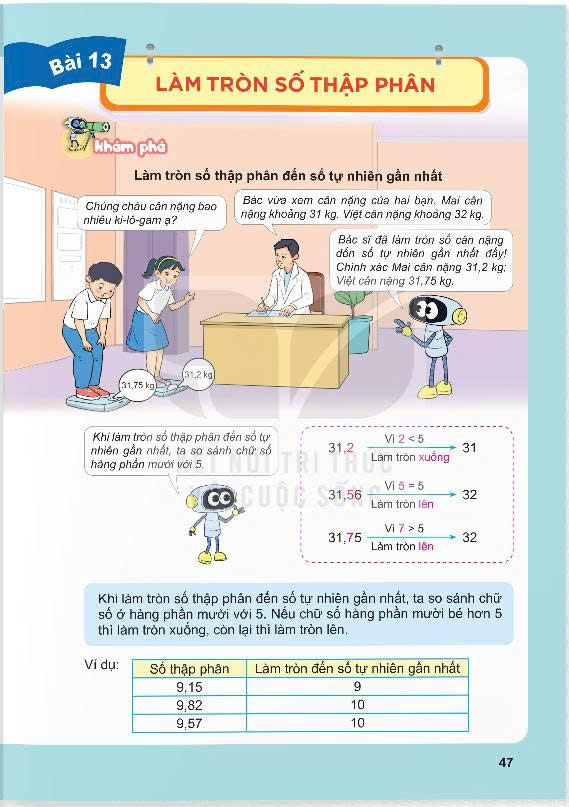 Bài 13
LÀM TRÒN SỐ THẬP PHÂN
Khám phá
Làm tròn số thập phân đến số tự nhiên gần nhất
Chúng cháu cân nặng bao
nhiêu ki-lô-gam ạ?
Bác vừa xem cân nặng của hai bạn. Mai cân
nặng khoảng 31 kg. Việt cân nặng khoảng 32 kg.
Bác sĩ đã làm tròn số cân nặng
đến số tự nhiên gần nhất đấy!
Chính xác Mai cân nặng 31,2 kg;
Việt cân nặng 31,75 kg.
31,75 kg
31,2 kg
Khi làm tròn số thập phân đến số tự
nhiên gần nhất, ta so sánh chữ số
hàng phần mười với 5.
31,2 Vì 2 < 5 31
Làm tròn xuống
31,56 Vì 5 = 5 32
Làm tròn lên
31,75 Vì 7 > 5 32
Làm tròn lên
KẾT NỐI TRI THỨC
VỚI CUỘC SỐNG
Khi làm tròn số thập phân đến số tự nhiên gần nhất, ta so sánh chữ
số ở hàng phần mười với 5. Nếu chữ số hàng phần mười bé hơn 5
thì làm tròn xuống, còn lại thì làm tròn lên.
Ví dụ:
Số thập phân Làm tròn đến số tự nhiên gần nhất
9,15 9
9,82 10
9,57 10
47